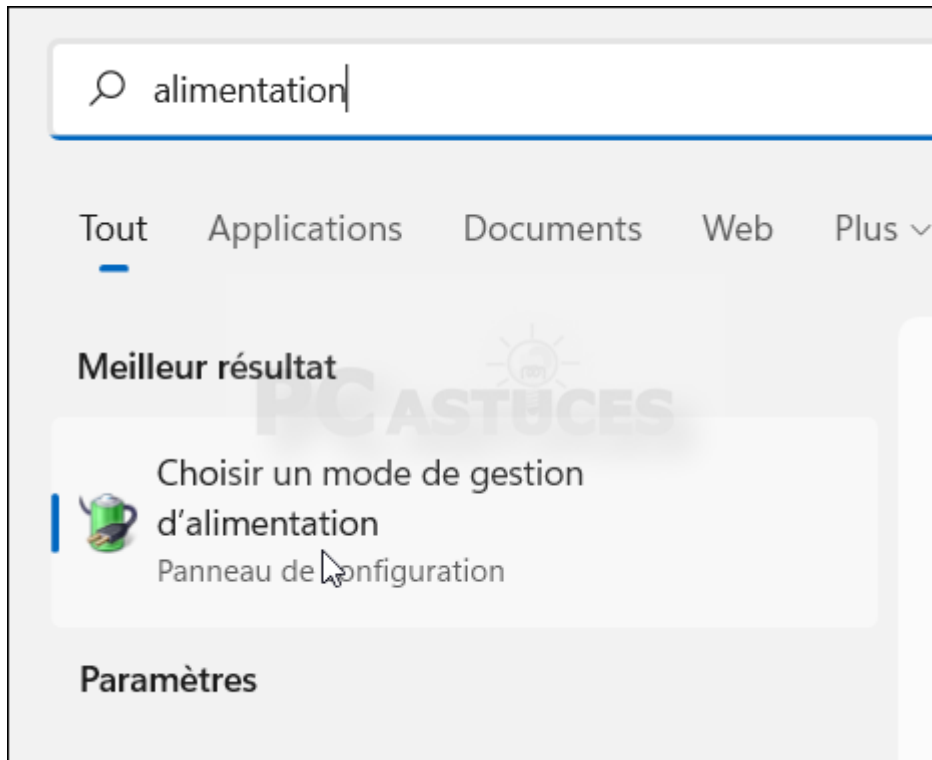 alimentation
Tout Applications Documents Web Plus
Meilleur résultat
PC ASTUCES
Choisir un mode de gestion
d’alimentation
Panneau de configuration
Paramètres